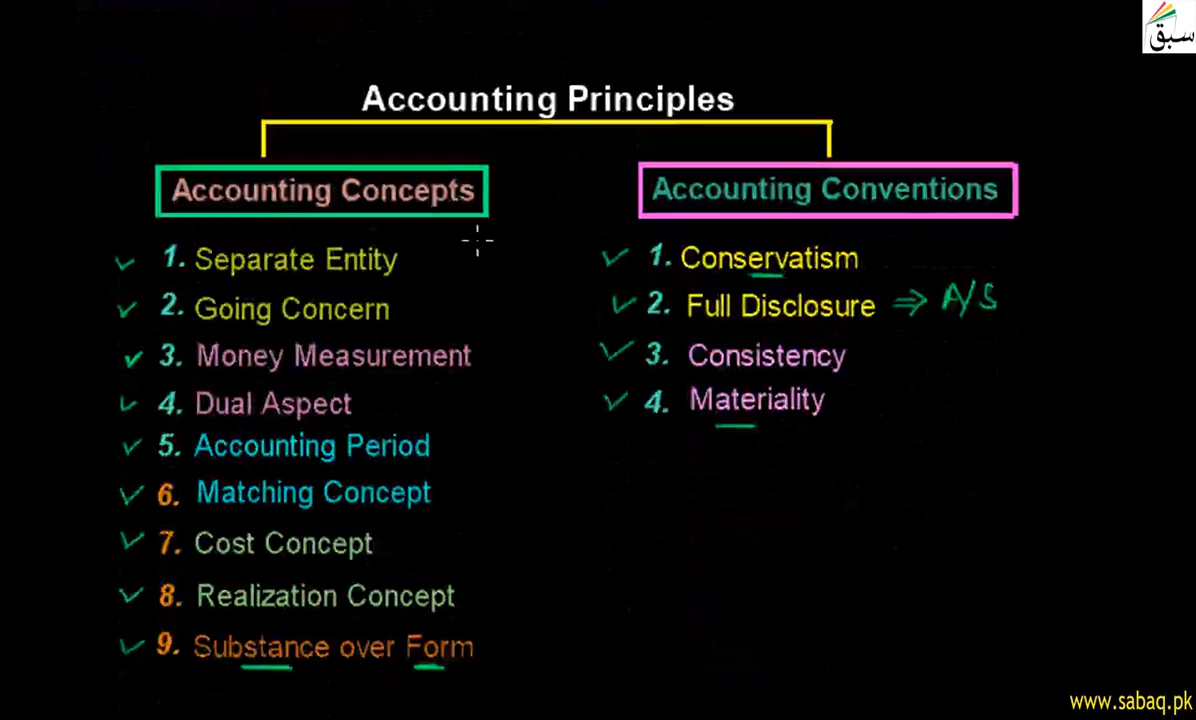 سبق
Accounting Principles
Accounting Concepts
1. Separate Entity
2. Going Concern
3. Money Measurement
4. Dual Aspect
5. Accounting Period
6. Matching Concept
7. Cost Concept
8. Realization Concept
9. Substance over Form
Accounting Conventions
1. Conservatism
2. Full Disclosure ⇒ A/S
3. Consistency
4. Materiality
www.sabaq.pk